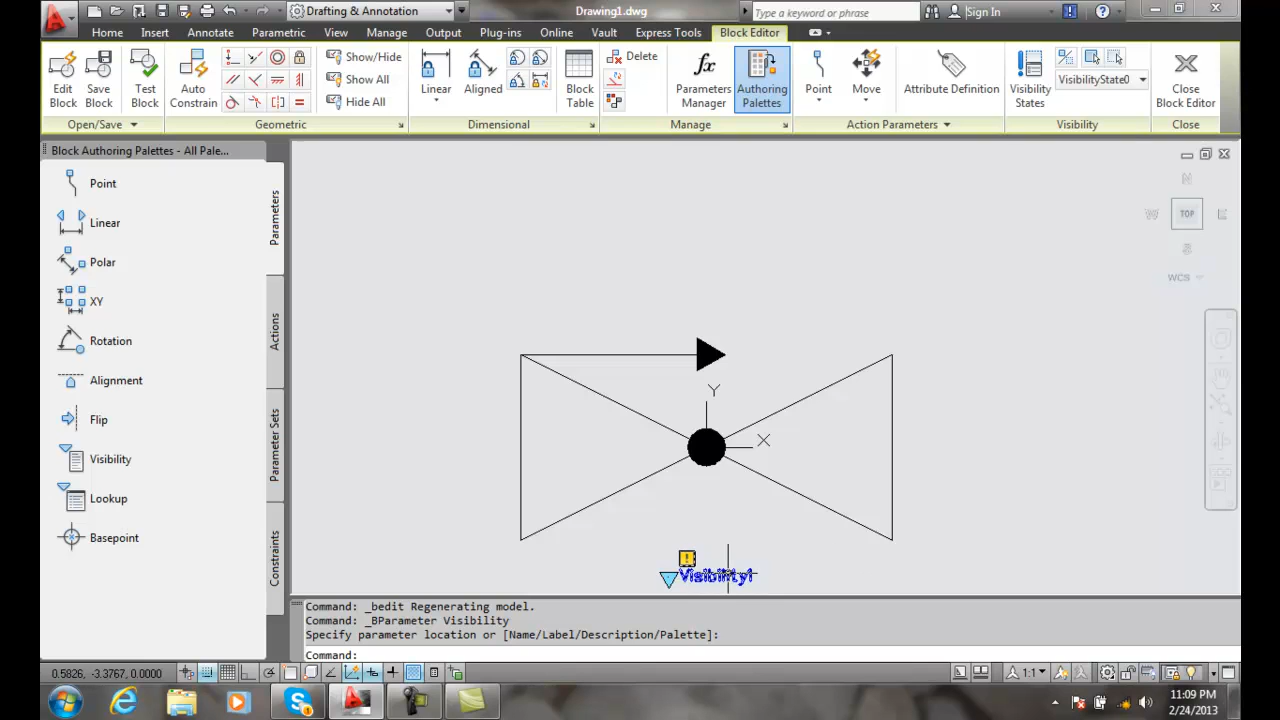 Drafting & Annotation
Drawing1.dwg
Type a keyword or phrase
Sign In
Home
Insert
Annotate
Parametric
View
Manage
Output
Plug-ins
Online
Vault
Express Tools
Block Editor
Edit Block
Save Block
Test Block
Auto Constrain
Show/Hide
Show All
Hide All
Linear
Aligned
Block Table
Delete
Parameters Manager
Authoring Palettes
Point
Move
Attribute Definition
Visibility States
VisibilityState0
Close Block Editor
Open/Save
Geometric
Dimensional
Manage
Action Parameters
Visibility
Close
Block Authoring Palettes - All Pale...
Point
Linear
Polar
XY
Rotation
Alignment
Flip
Visibility
Lookup
Basepoint
Parameters
Actions
Parameter Sets
Constraints
N
W
TOP
E
S
WCS
Y
X
Visibility1
Command: _bedit Regenerating model.
Command: _BParameter Visibility
Specify parameter location or [Name/Label/Description/Palette]:
Command:
0.5826, -3.3767, 0.0000
1:1
11:09 PM
2/24/2013